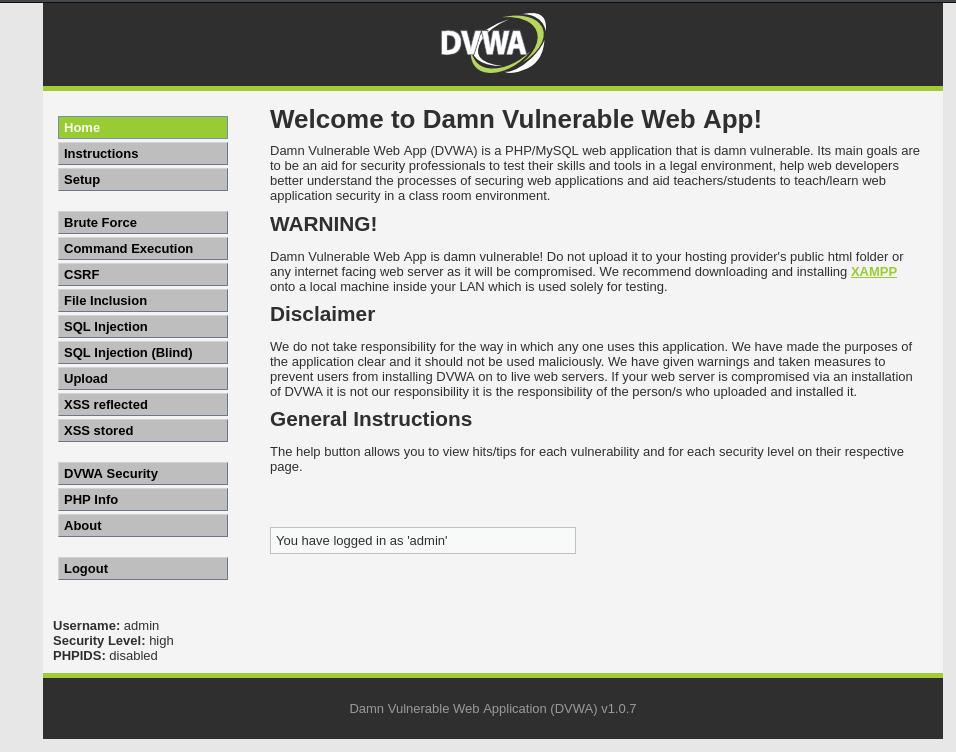 DVWA
Home
Instructions
Setup
Brute Force
Command Execution
CSRF
File Inclusion
SQL Injection
SQL Injection (Blind)
Upload
XSS reflected
XSS stored
DVWA Security
PHP Info
About
Logout
Username: admin
Security Level: high
PHPIDS: disabled
Welcome to Damn Vulnerable Web App!
Damn Vulnerable Web App (DVWA) is a PHP/MySQL web application that is damn vulnerable. Its main goals are
to be an aid for security professionals to test their skills and tools in a legal environment, help web developers
better understand the processes of securing web applications and aid teachers/students to teach/learn web
application security in a class room environment.
WARNING!
Damn Vulnerable Web App is damn vulnerable! Do not upload it to your hosting provider's public html folder or
any internet facing web server as it will be compromised. We recommend downloading and installing XAMPP
onto a local machine inside your LAN which is used solely for testing.
Disclaimer
We do not take responsibility for the way in which any one uses this application. We have made the purposes of
the application clear and it should not be used maliciously. We have given warnings and taken measures to
prevent users from installing DVWA on to live web servers. If your web server is compromised via an installation
of DVWA it is not our responsibility it is the responsibility of the person/s who uploaded and installed it.
General Instructions
The help button allows you to view hits/tips for each vulnerability and for each security level on their respective
page.
You have logged in as 'admin'
Damn Vulnerable Web Application (DVWA) v1.0.7